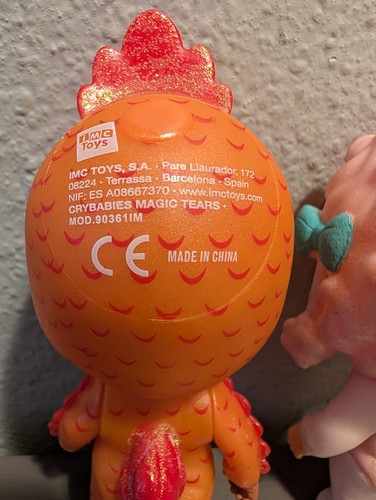 IMC
Toys
IMC TOYS, S.A. · Pare Llaurador, 172
08224 · Terrassa · Barcelona · Spain
NIF: ES A08667370 · www.imctoys.com
CRYBABIES MAGIC TEARS ·
MOD.90361IM
CE MADE IN CHINA